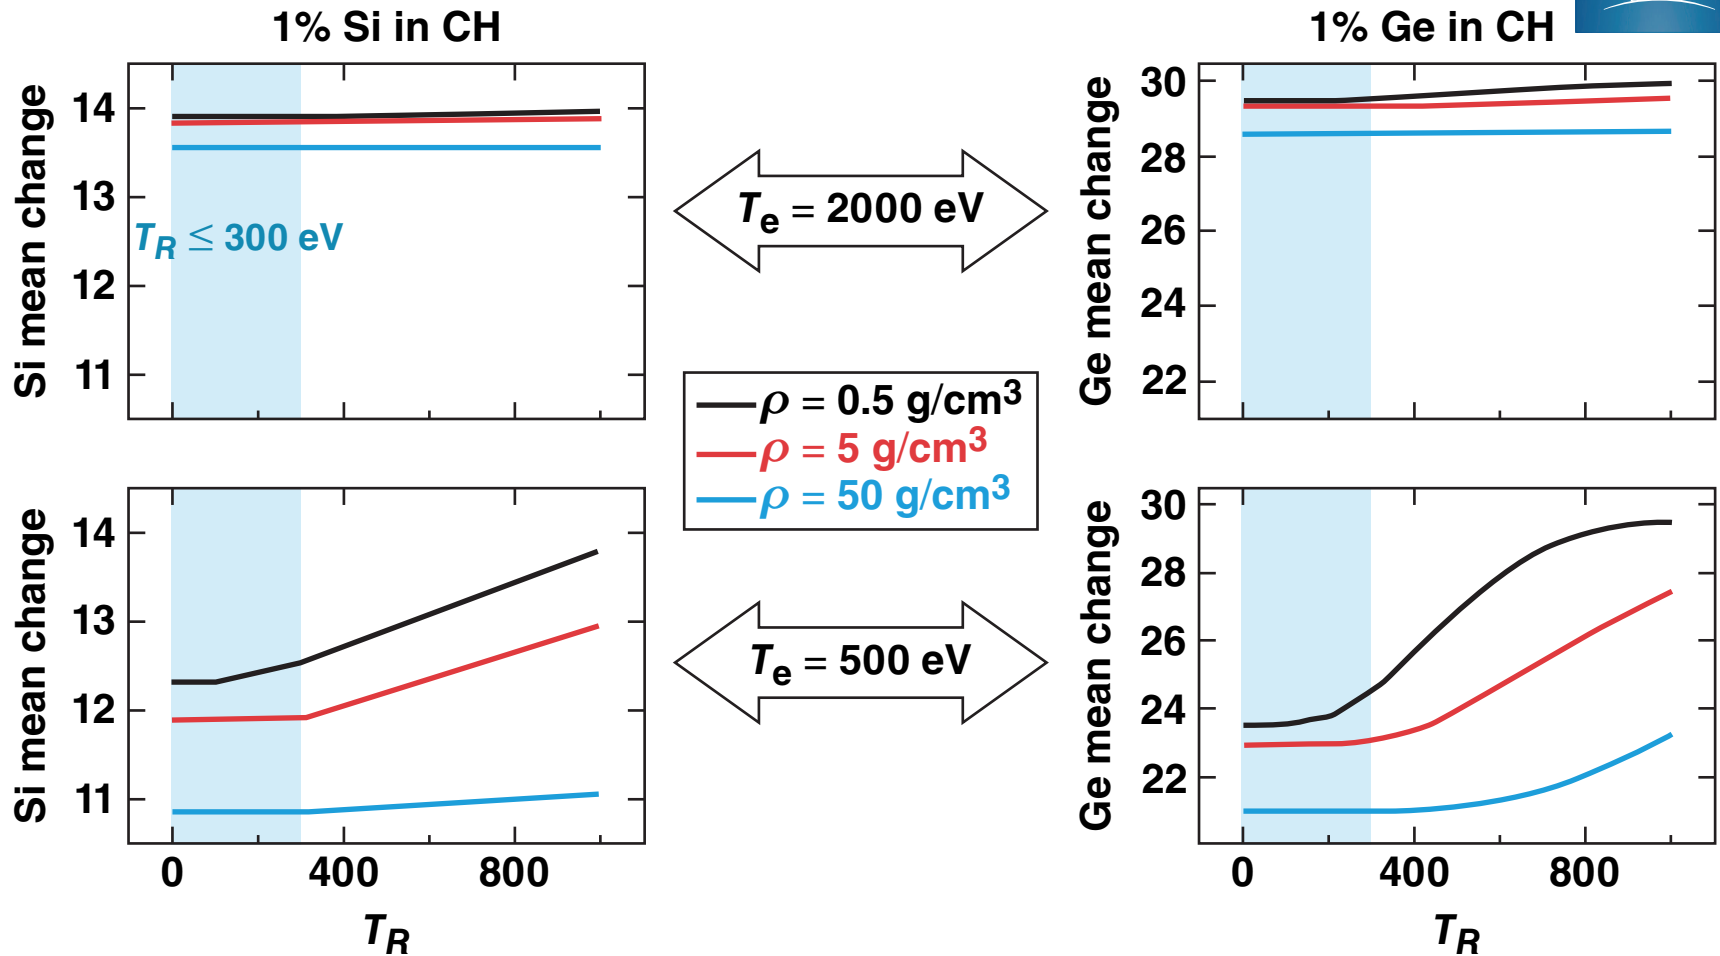 1% Si in CH
1% Ge in CH
Si mean change
14
13
12
11
T_R ≤ 300 eV
T_e = 2000 eV
Ge mean change
30
28
26
24
22
ρ = 0.5 g/cm³
ρ = 5 g/cm³
ρ = 50 g/cm³
Si mean change
14
13
12
11
0 400 800
T_R
T_e = 500 eV
Ge mean change
30
28
26
24
22
0 400 800
T_R